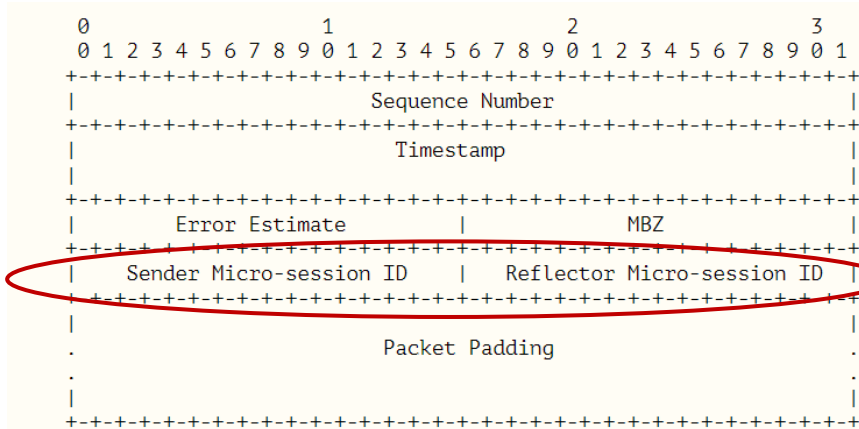 0                   1                   2                   3
0 1 2 3 4 5 6 7 8 9 0 1 2 3 4 5 6 7 8 9 0 1 2 3 4 5 6 7 8 9 0 1
+-+-+-+-+-+-+-+-+-+-+-+-+-+-+-+-+-+-+-+-+-+-+-+-+-+-+-+-+-+-+-+-+
|                        Sequence Number                        |
+-+-+-+-+-+-+-+-+-+-+-+-+-+-+-+-+-+-+-+-+-+-+-+-+-+-+-+-+-+-+-+-+
|                          Timestamp                            |
|                                                               |
+-+-+-+-+-+-+-+-+-+-+-+-+-+-+-+-+-+-+-+-+-+-+-+-+-+-+-+-+-+-+-+-+
|        Error Estimate         |             MBZ               |
+-+-+-+-+-+-+-+-+-+-+-+-+-+-+-+-+-+-+-+-+-+-+-+-+-+-+-+-+-+-+-+-+
|    Sender Micro-session ID    |   Reflector Micro-session ID  |
+-+-+-+-+-+-+-+-+-+-+-+-+-+-+-+-+-+-+-+-+-+-+-+-+-+-+-+-+-+-+-+-+
|                                                               |
.                         Packet Padding                        .
.                                                               .
|                                                               |
+-+-+-+-+-+-+-+-+-+-+-+-+-+-+-+-+-+-+-+-+-+-+-+-+-+-+-+-+-+-+-+-+